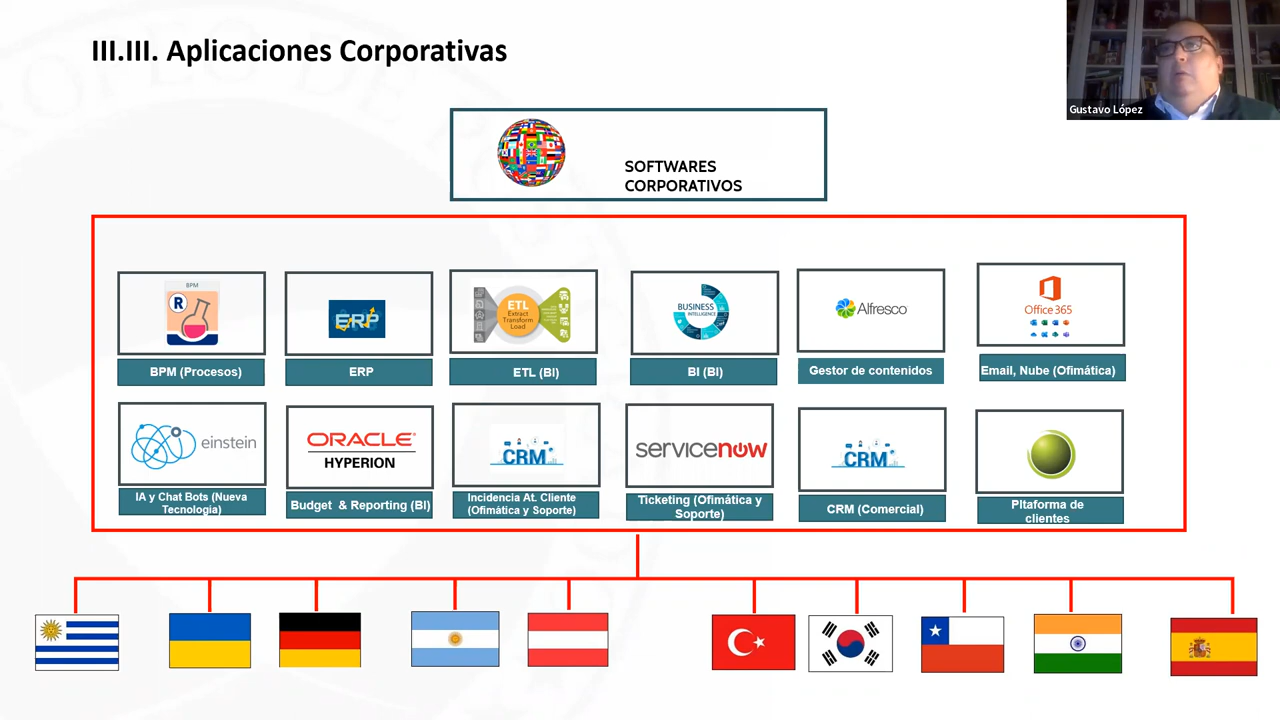 III.III. Aplicaciones Corporativas
Gustavo López
SOFTWARES
CORPORATIVOS
BPM
R
BPM (Procesos)
ERP
ERP
ETL
Extract
Transform
Load
ETL (BI)
BUSINESS
INTELLIGENCE
BI (BI)
Alfresco
Gestor de contenidos
Office 365
Email, Nube (Ofimática)
einstein
IA y Chat Bots (Nueva
Tecnología)
ORACLE
HYPERION
Budget & Reporting (BI)
CRM
Incidencia At. Cliente
(Ofimática y Soporte)
servicenow
Ticketing (Ofimática y
Soporte)
CRM
CRM (Comercial)
Pltaforma de
clientes